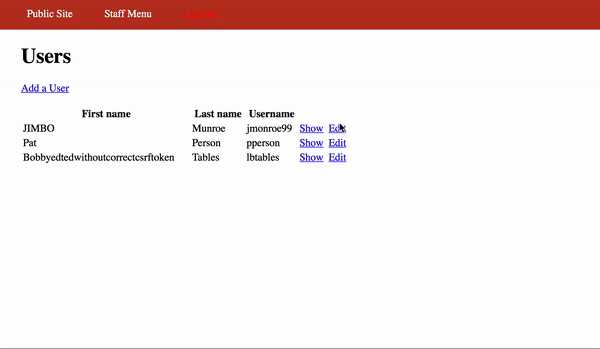 Public Site Staff Menu Log out
Users
Add a User
First name Last name Username
JIMBO Munroe jmonroe99 Show Edit
Pat Person pperson Show Edit
Bobbyedtedwithoutcorrectcsrftoken Tables lbtables Show Edit